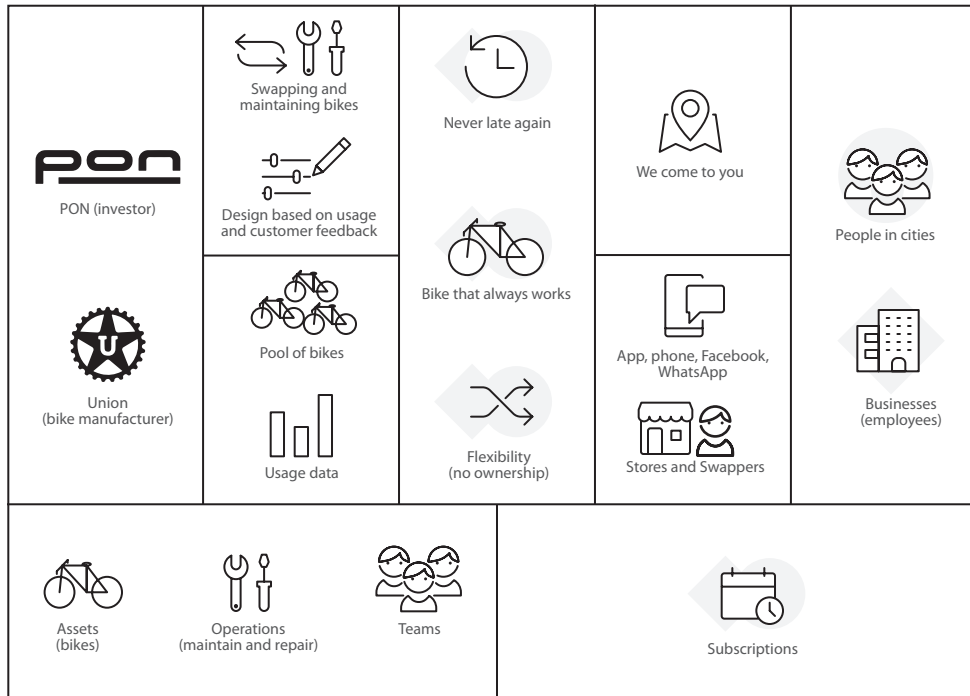 pon
PON (investor)
U
Union
(bike manufacturer)
Swapping and
maintaining bikes
Design based on usage
and customer feedback
Pool of bikes
Usage data
Never late again
Bike that always works
Flexibility
(no ownership)
We come to you
App, phone, Facebook,
WhatsApp
Stores and Swappers
People in cities
Businesses
(employees)
Assets
(bikes)
Operations
(maintain and repair)
Teams
Subscriptions